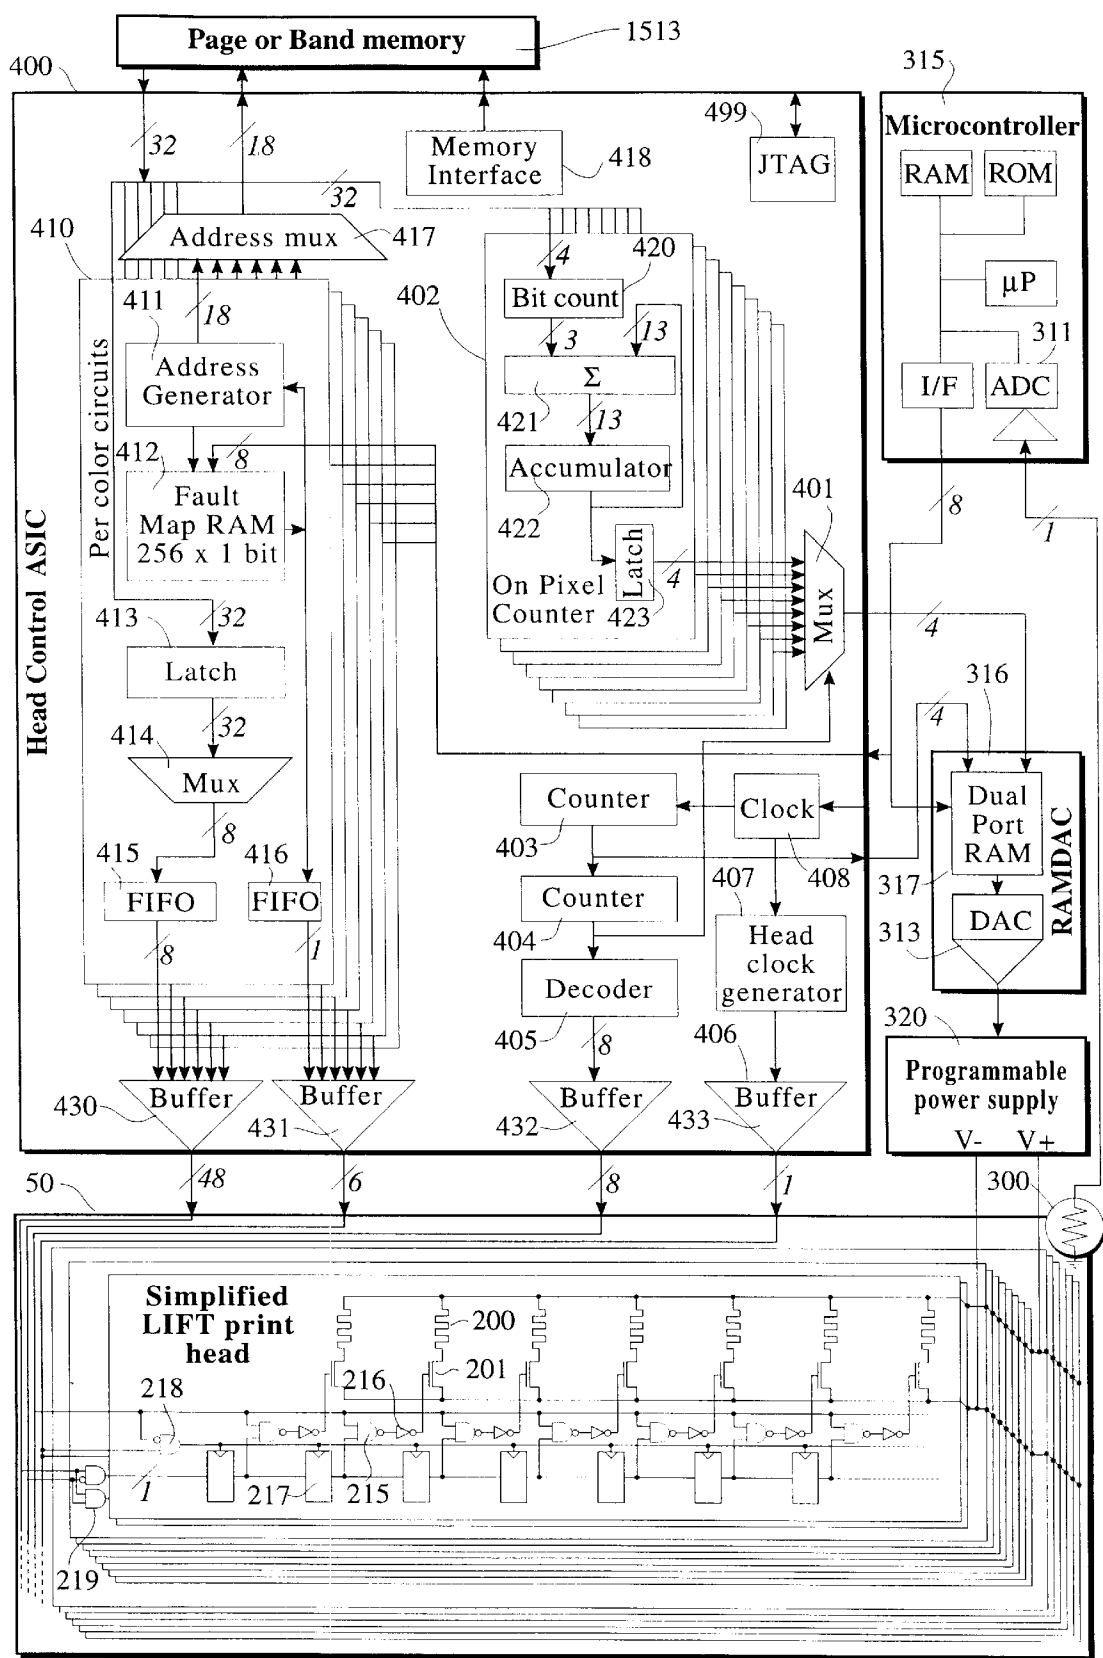 Page or Band memory
1513
400
315
32
18
499
Microcontroller
Memory
Interface
418
JTAG
RAM
ROM
32
410
Address mux
417
420
4
μP
411
402
Bit count
18
3
13
311
Address
Generator
Σ
I/F
ADC
421
13
412
8
Accumulator
401
Fault
Map RAM
256 x 1 bit
422
8
1
Per color circuits
Latch
4
On Pixel
Counter
423
Mux
Head Control ASIC
413
32
4
Latch
316
32
4
414
Mux
Counter
Clock
Dual
Port
RAM
8
403
408
317
RAMDAC
415
416
407
FIFO
FIFO
Counter
DAC
404
313
8
1
Head
clock
generator
Decoder
320
405
8
406
Programmable
power supply
Buffer
Buffer
Buffer
Buffer
430
431
432
433
V-
V+
48
6
8
1
300
50
Simplified
LIFT print
head
200
201
216
218
1
217
215
219